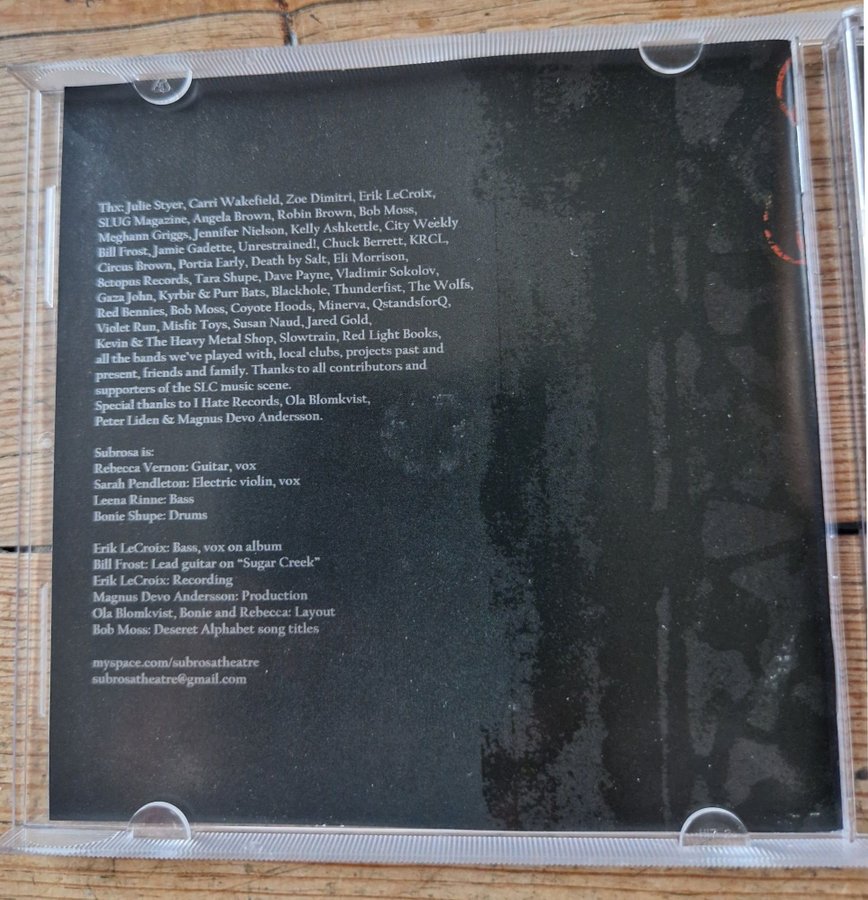 Thx: Julie Styer, Carri Wakefield, Zoe Dimitri, Erik LeCroix,
SLUG Magazine, Angela Brown, Robin Brown, Bob Moss,
Meghann Griggs, Jennifer Nielson, Kelly Ashkettle, City Weekly
Bill Frost, Jamie Gadette, Unrestrained!, Chuck Berrett, KRCL,
Circus Brown, Portia Early, Death by Salt, Eli Morrison,
8ctopus Records, Tara Shupe, Dave Payne, Vladimir Sokolov,
Gaza John, Kyrbir & Purr Bats, Blackhole, Thunderfist, The Wolfs,
Red Bennies, Bob Moss, Coyote Hoods, Minerva, QstandsforQ,
Violet Run, Misfit Toys, Susan Naud, Jared Gold,
Kevin & The Heavy Metal Shop, Slowtrain, Red Light Books,
all the bands we've played with, local clubs, projects past and
present, friends and family. Thanks to all contributors and
supporters of the SLC music scene.
Special thanks to I Hate Records, Ola Blomkvist,
Peter Liden & Magnus Devo Andersson.
Subrosa is:
Rebecca Vernon: Guitar, vox
Sarah Pendleton: Electric violin, vox
Leena Rinne: Bass
Bonie Shupe: Drums
Erik LeCroix: Bass, vox on album
Bill Frost: Lead guitar on "Sugar Creek"
Erik LeCroix: Recording
Magnus Devo Andersson: Production
Ola Blomkvist, Bonie and Rebecca: Layout
Bob Moss: Deseret Alphabet song titles
myspace.com/subrosatheatre
subrosatheatre@gmail.com